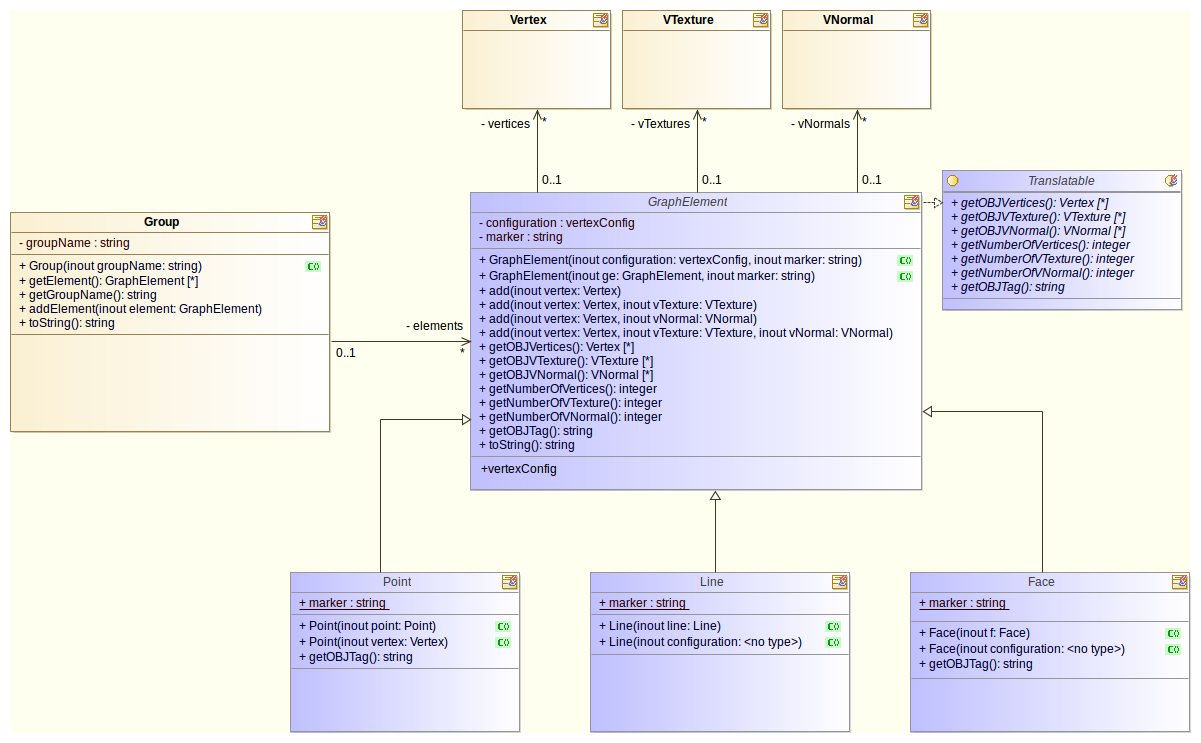 Vertex
VTexture
VNormal
- vertices
*
- vTextures
*
- vNormals
*
0..1
0..1
0..1
Translatable
+ getOBJVertices(): Vertex [*]
+ getOBJVTexture(): VTexture [*]
+ getOBJVNormal(): VNormal [*]
+ getNumberOfVertices(): integer
+ getNumberOfVTexture(): integer
+ getNumberOfVNormal(): integer
+ getOBJTag(): string
Group
- groupName : string
+ Group(inout groupName: string)
C()
+ getElement(): GraphElement [*]
+ getGroupName(): string
+ addElement(inout element: GraphElement)
+ toString(): string
- elements
0..1
*
GraphElement
- configuration : vertexConfig
- marker : string
+ GraphElement(inout configuration: vertexConfig, inout marker: string)
C()
+ GraphElement(inout ge: GraphElement, inout marker: string)
C()
+ add(inout vertex: Vertex)
+ add(inout vertex: Vertex, inout vTexture: VTexture)
+ add(inout vertex: Vertex, inout vNormal: VNormal)
+ add(inout vertex: Vertex, inout vTexture: VTexture, inout vNormal: VNormal)
+ getOBJVertices(): Vertex [*]
+ getOBJVTexture(): VTexture [*]
+ getOBJVNormal(): VNormal [*]
+ getNumberOfVertices(): integer
+ getNumberOfVTexture(): integer
+ getNumberOfVNormal(): integer
+ getOBJTag(): string
+ toString(): string
+vertexConfig
Point
+ marker : string
+ Point(inout point: Point)
C()
+ Point(inout vertex: Vertex)
C()
+ getOBJTag(): string
Line
+ marker : string
+ Line(inout line: Line)
C()
+ Line(inout configuration: <no type>)
C()
Face
+ marker : string
+ Face(inout f: Face)
C()
+ Face(inout configuration: <no type>)
C()
+ getOBJTag(): string